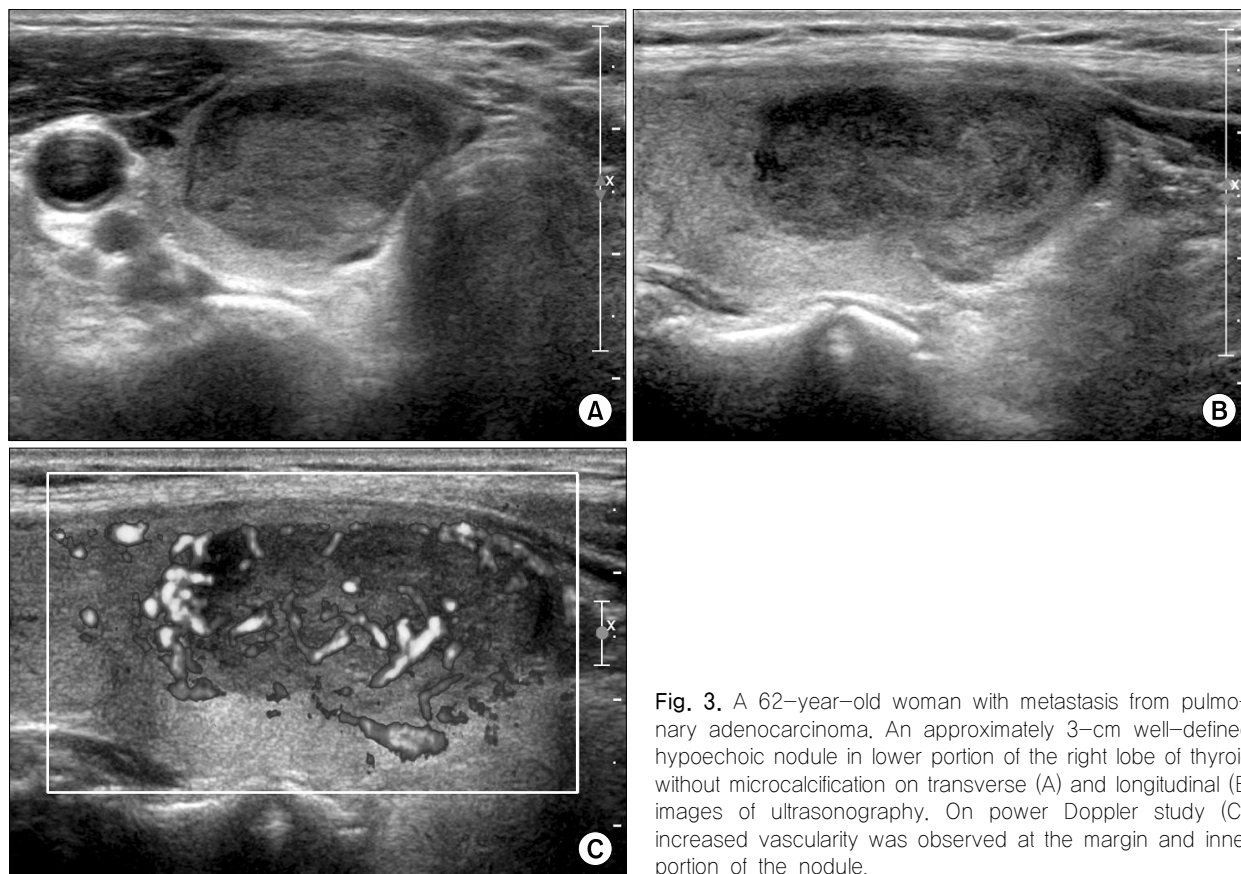 A
B
C
x
x
x
Fig. 3. A 62-year-old woman with metastasis from pulmo-
nary adenocarcinoma. An approximately 3-cm well-define
hypoechoic nodule in lower portion of the right lobe of thyroi
without microcalcification on transverse (A) and longitudinal (B
images of ultrasonography. On power Doppler study (C
increased vascularity was observed at the margin and inne
portion of the nodule.